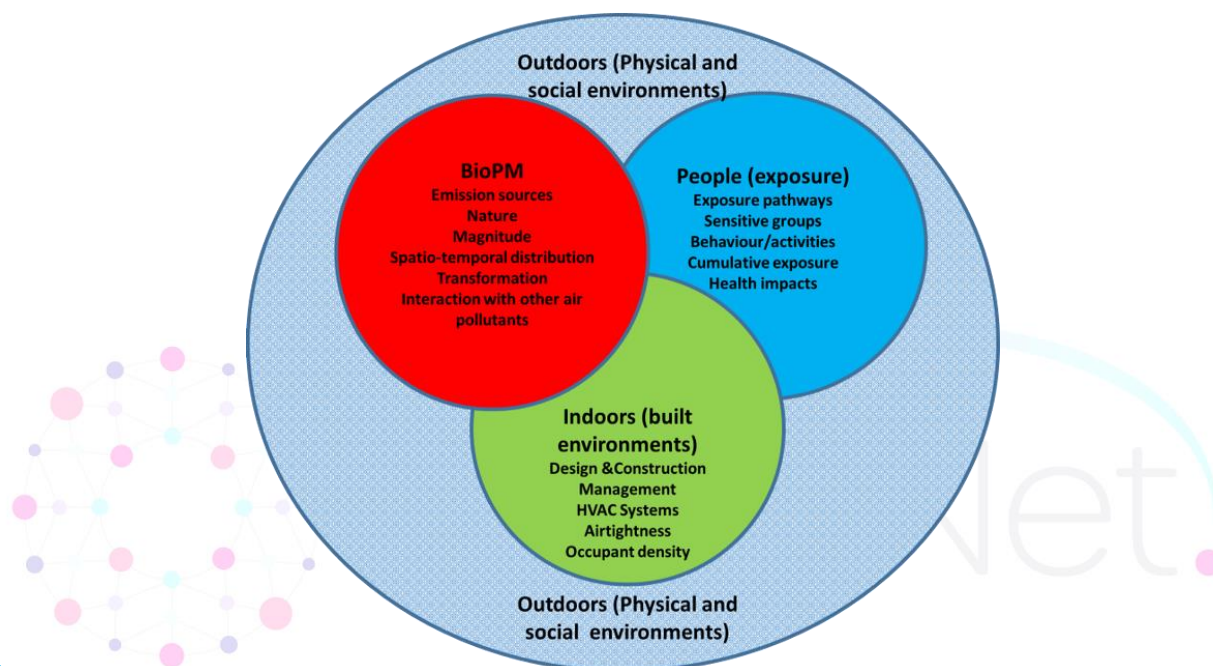 Outdoors (Physical and
social environments)
BioPM
Emission sources
Nature
Magnitude
Spatio-temporal distribution
Transformation
Interaction with other air
pollutants
People (exposure)
Exposure pathways
Sensitive groups
Behaviour/activities
Cumulative exposure
Health impacts
Indoors (built
environments)
Design &Construction
Management
HVAC Systems
Airtightness
Occupant density
Net.
Outdoors (Physical and
social environments)